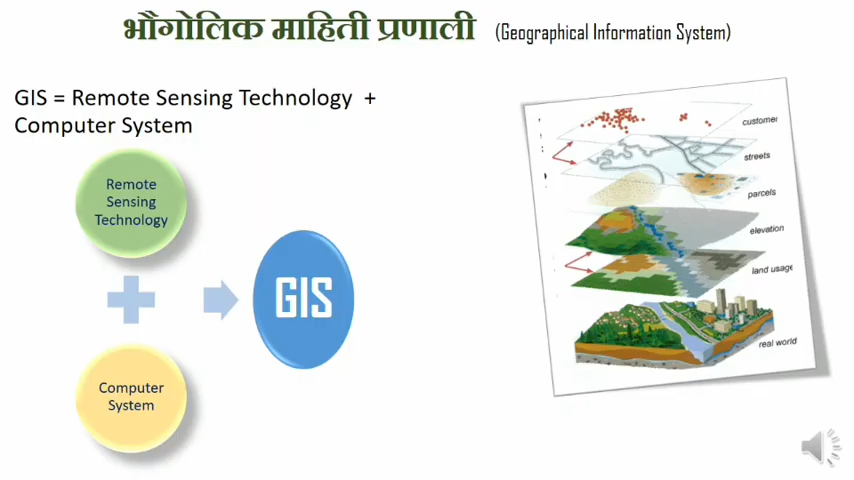 भौगोलिक माहिती प्रणाली (Geographical Information System)
GIS = Remote Sensing Technology +
Computer System
Remote
Sensing
Technology
GIS
Computer
System
customer
streets
parcels
elevation
land usage
real world